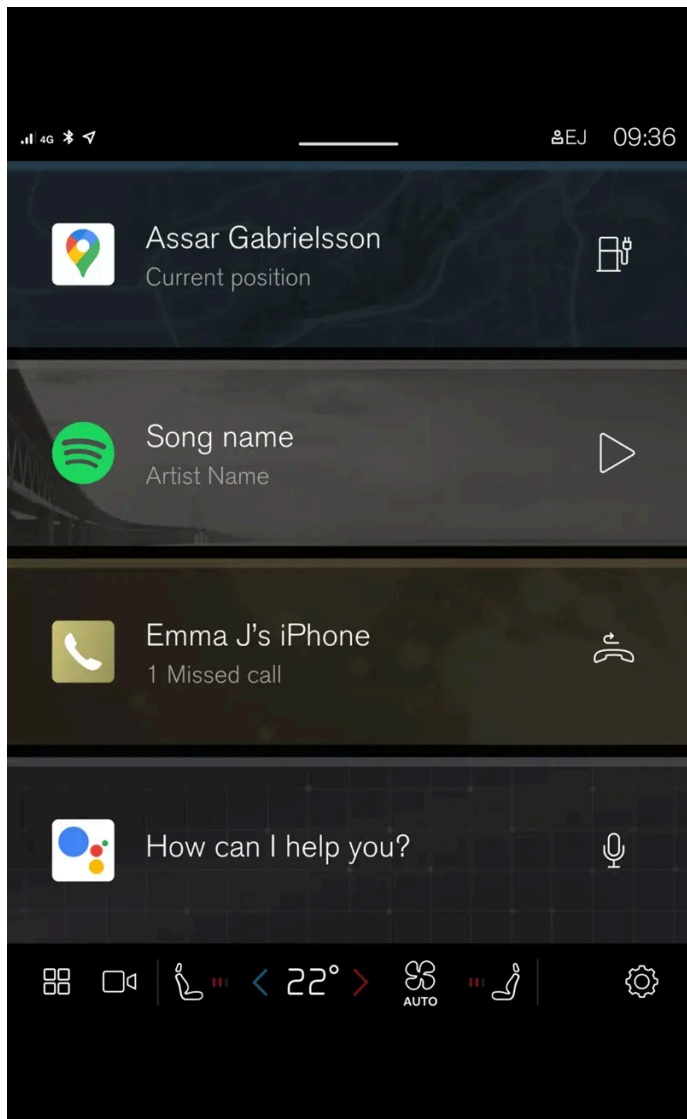 4G EJ 09:36
Assar Gabrielsson
Current position
Song name
Artist Name
Emma J’s iPhone
1 Missed call
How can I help you?
22°
AUTO